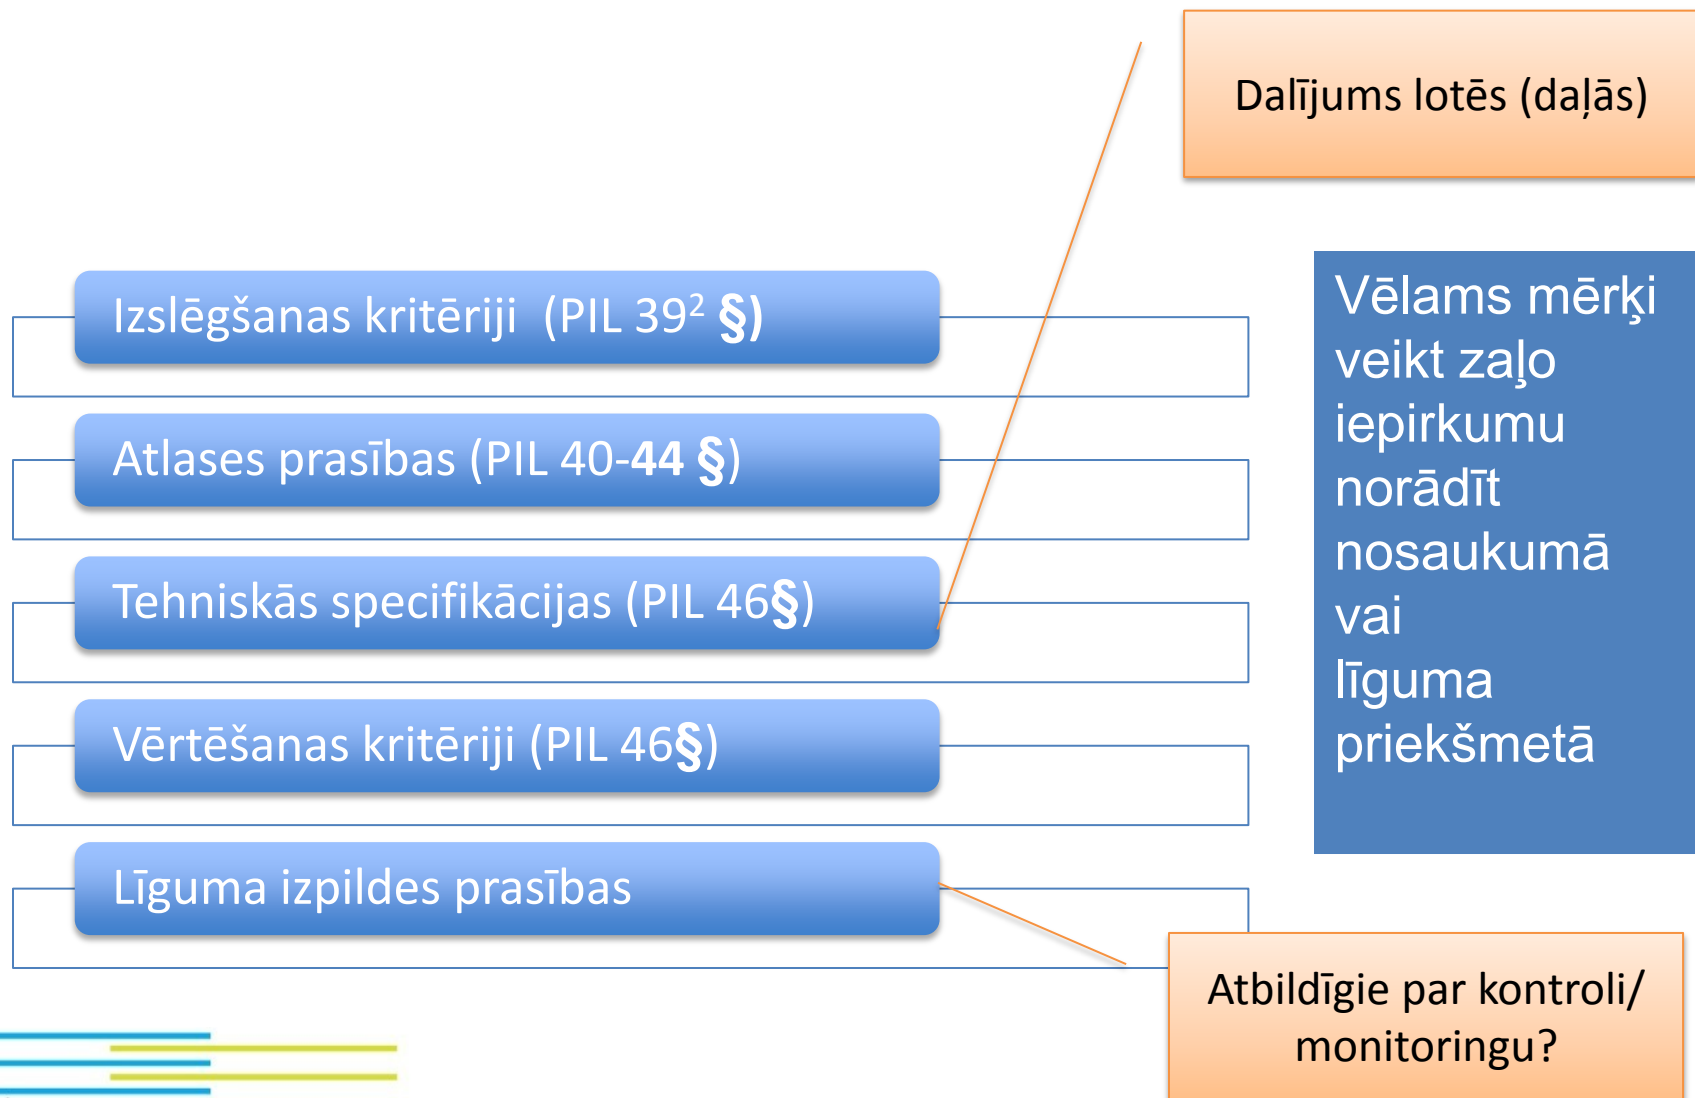 Dalījums lotēs (daļās)
Izslēgšanas kritēriji  (PIL 39² §)
Atlases prasības (PIL 40-44 §)
Tehniskās specifikācijas (PIL 46§)
Vērtēšanas kritēriji (PIL 46§)
Līguma izpildes prasības
Vēlams mērķi
veikt zaļo
iepirkumu
norādīt
nosaukumā
vai
līguma
priekšmetā
Atbildīgie par kontroli/
monitoringu?